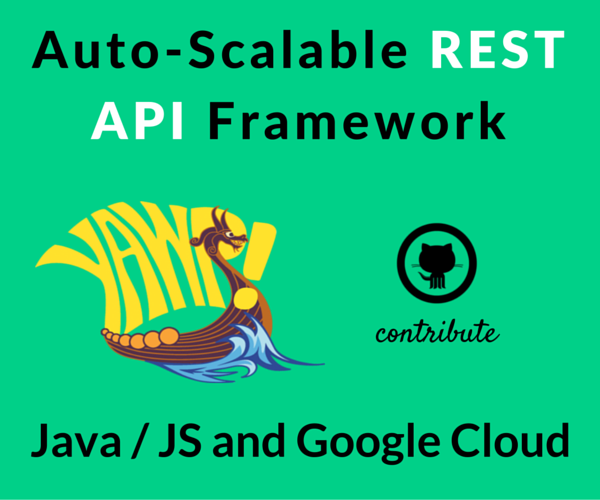 Auto-Scalable REST
API Framework
YAWP!
contribute
Java / JS and Google Cloud